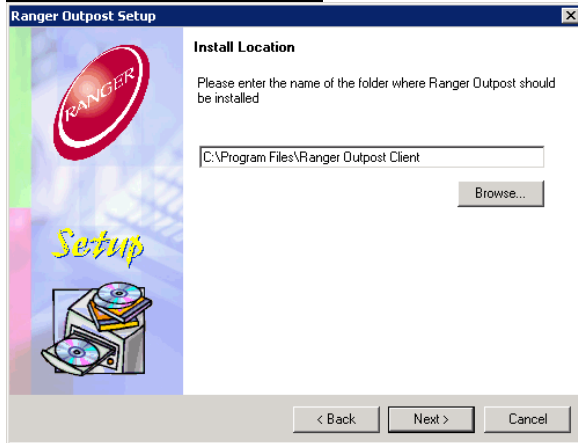 Ranger Outpost Setup
Install Location
Please enter the name of the folder where Ranger Outpost should
be installed
C:\Program Files\Ranger Outpost Client
Browse...
RANGER
Setup
< Back
Next >
Cancel